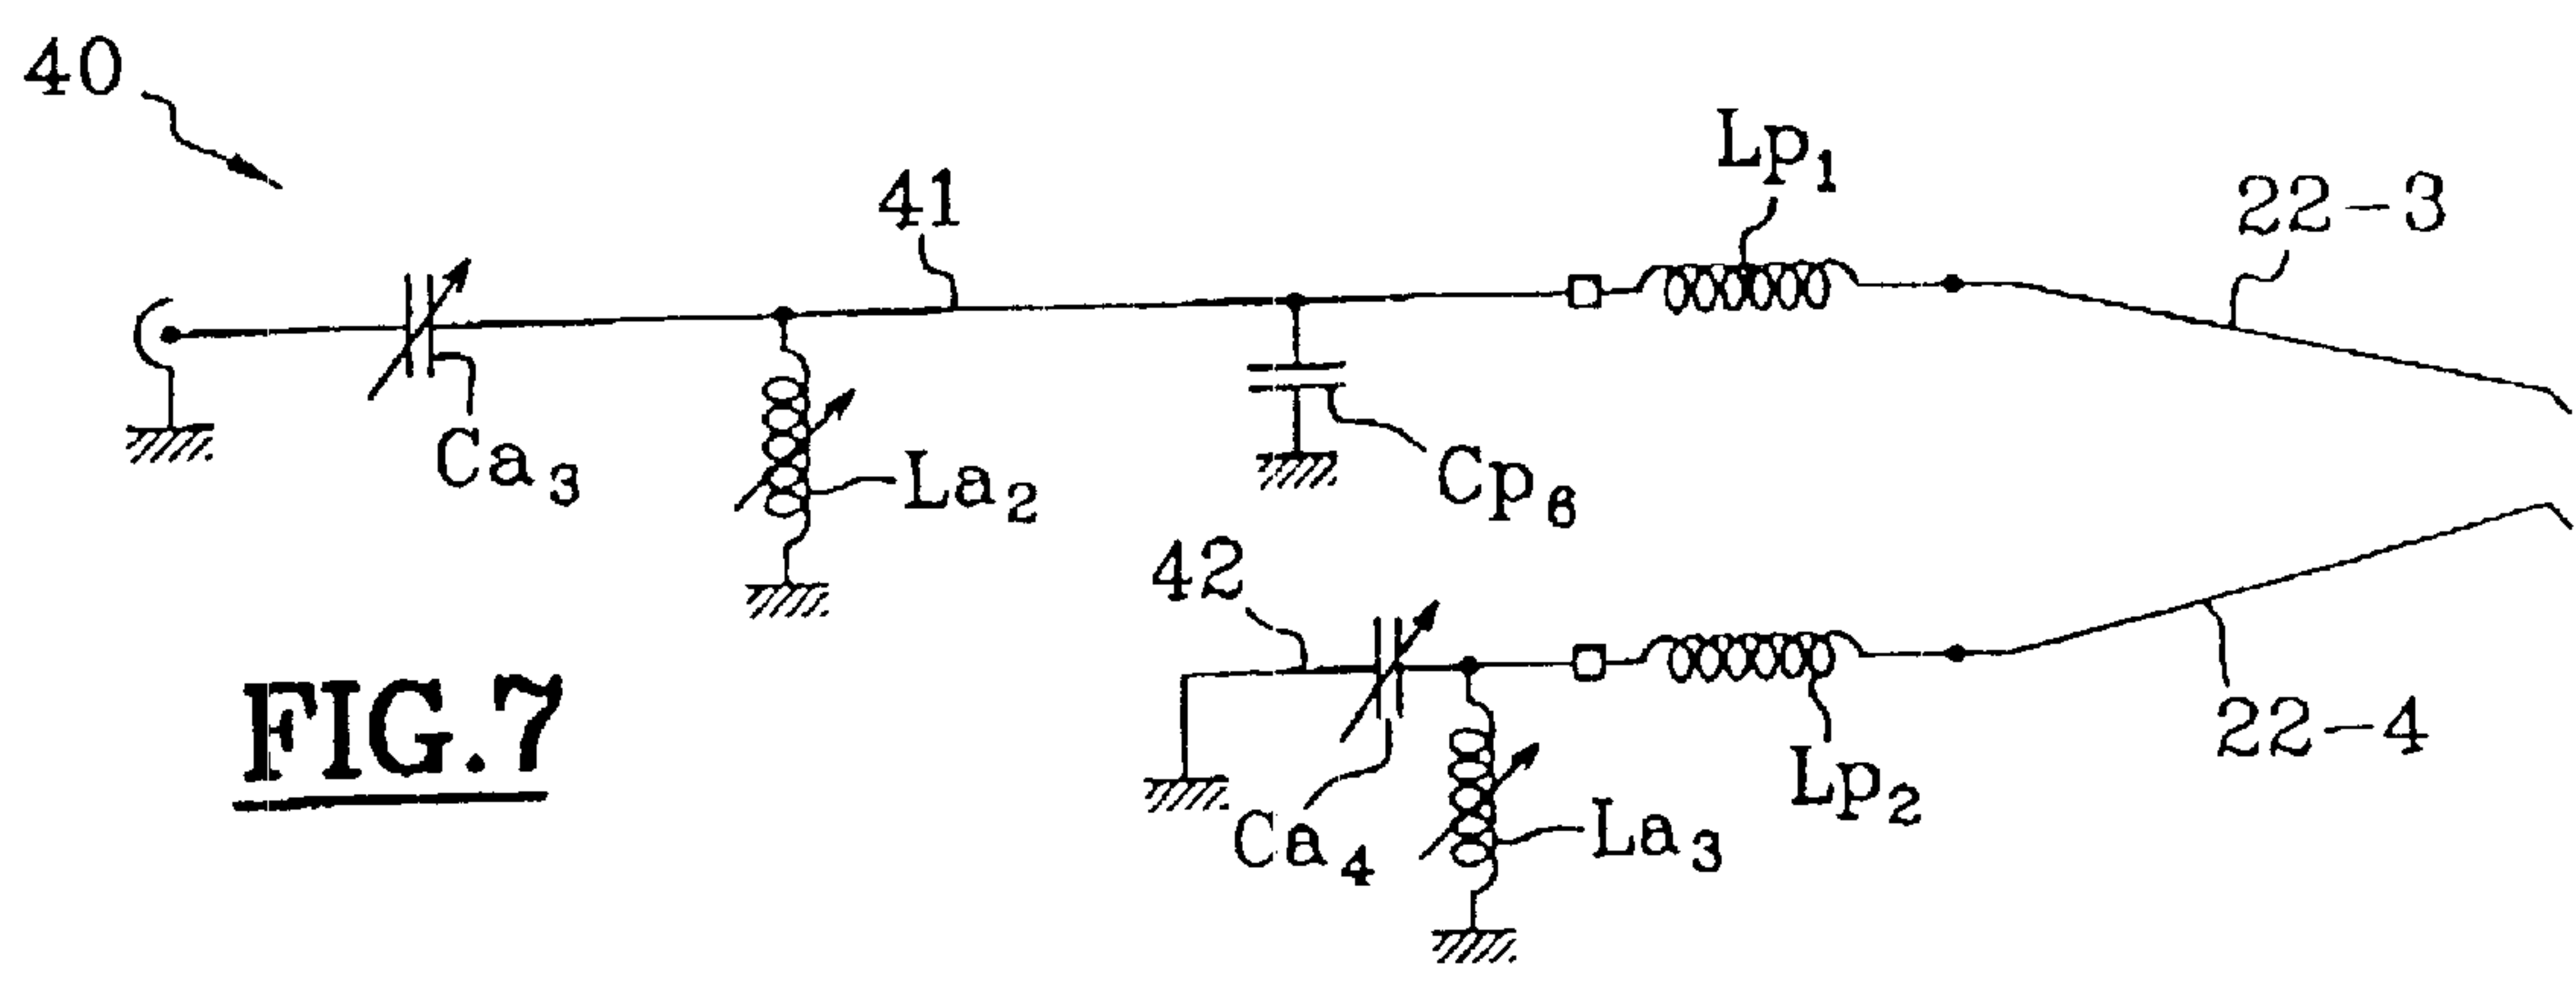 40
41
Lp₁
22-3
Ca₃
La₂
Cp₆
42
Ca₄
La₃
Lp₂
22-4
FIG.7